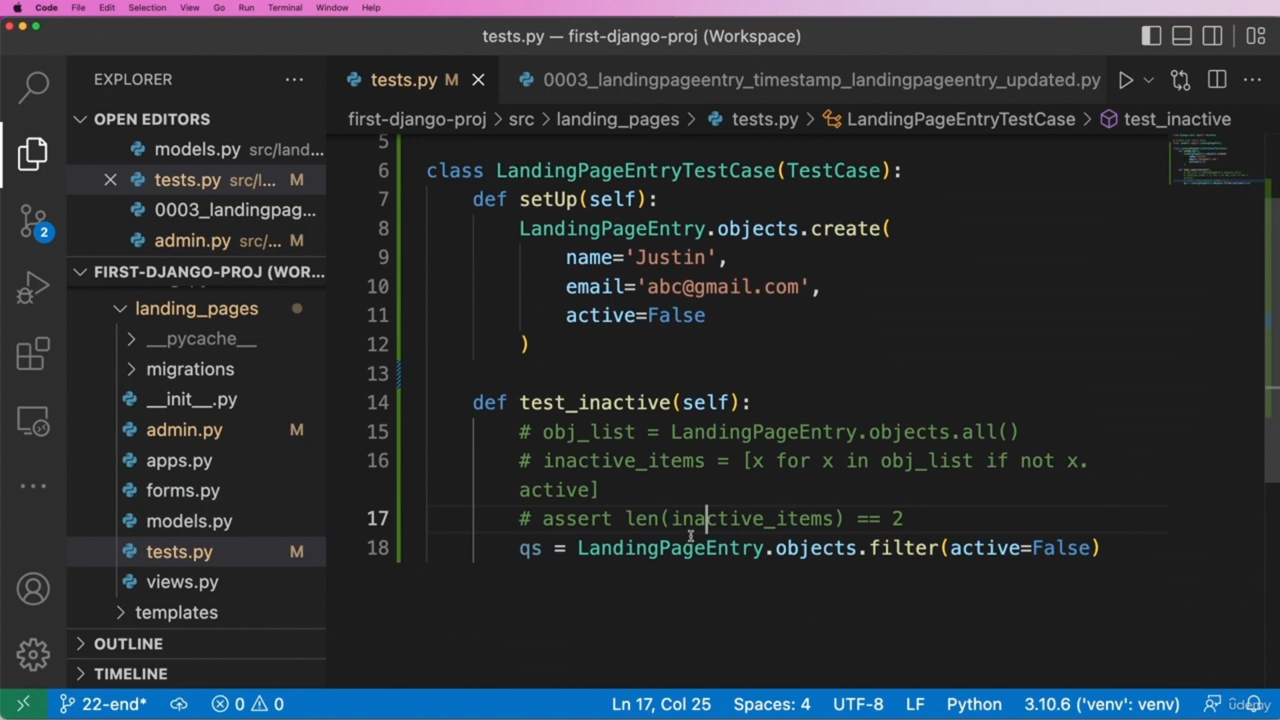 Code File Edit Selection View Go Run Terminal Window Help
tests.py — first-django-proj (Workspace)
EXPLORER
tests.py M
0003_landingpageentry_timestamp_landingpageentry_updated.py
OPEN EDITORS
first-django-proj > src > landing_pages > tests.py > LandingPageEntryTestCase > test_inactive
models.py src/land...
tests.py src/l... M
0003_landingpag...
admin.py src/... M
FIRST-DJANGO-PROJ (WOR...
landing_pages
__pycache__
migrations
__init__.py
admin.py M
apps.py
forms.py
models.py
tests.py M
views.py
templates
OUTLINE
TIMELINE
2
5
6 class LandingPageEntryTestCase(TestCase):
7 def setUp(self):
8 LandingPageEntry.objects.create(
9 name='Justin',
10 email='abc@gmail.com',
11 active=False
12 )
13
14 def test_inactive(self):
15 # obj_list = LandingPageEntry.objects.all()
16 # inactive_items = [x for x in obj_list if not x.
active]
17 # assert len(inactive_items) == 2
18 qs = LandingPageEntry.objects.filter(active=False)
22-end* 0 0 Ln 17, Col 25 Spaces: 4 UTF-8 LF Python 3.10.6 ('venv': venv)
udemy